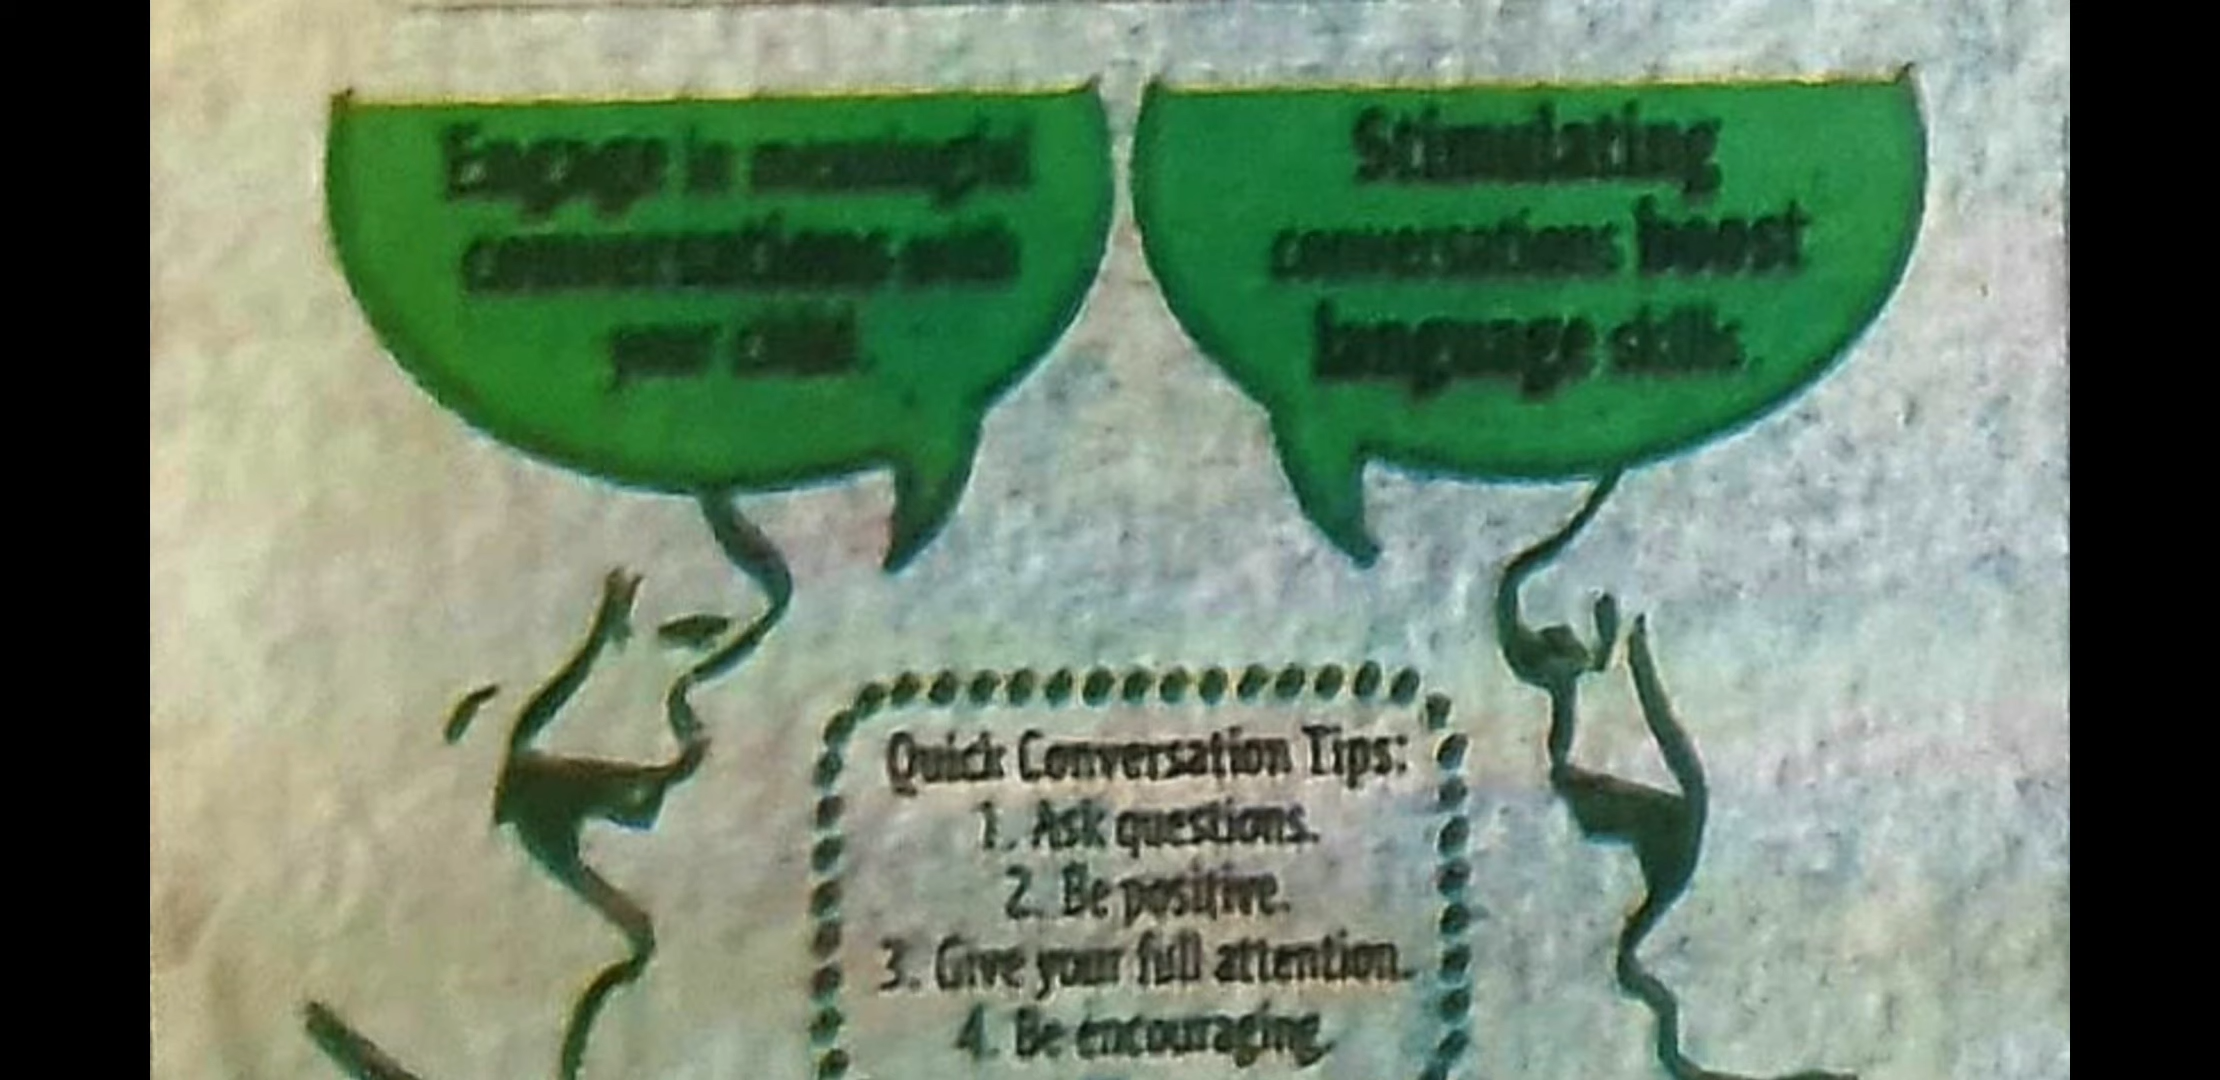 Engage in meaningful
conversations with
your child.
Stimulating
conversations boost
language skills.
Quick Conversation Tips:
1. Ask questions.
2. Be positive.
3. Give your full attention.
4. Be encouraging.